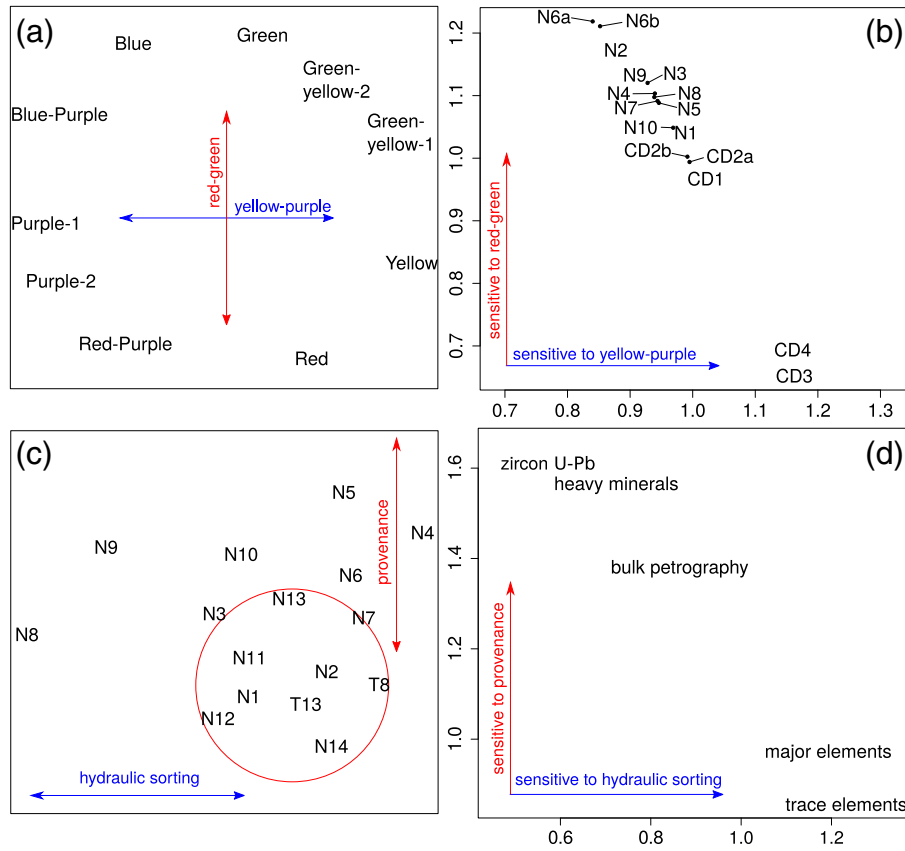 (a)
Blue
Green
Green-
yellow-2
Blue-Purple
Green-
yellow-1
red-green
yellow-purple
Purple-1
Yellow
Purple-2
Red-Purple
Red
(b)
N6a
N6b
N2
N9
N3
N4
N8
N7
N5
N10
N1
CD2b
CD2a
CD1
CD4
CD3
sensitive to red-green
sensitive to yellow-purple
1.2
1.1
1.0
0.9
0.8
0.7
0.7 0.8 0.9 1.0 1.1 1.2 1.3
(c)
N5
N4
provenance
N9
N10
N6
N13
N3
N7
N8
N11
N2
T8
N1
T13
N12
N14
hydraulic sorting
(d)
zircon U-Pb
heavy minerals
bulk petrography
major elements
trace elements
sensitive to provenance
sensitive to hydraulic sorting
1.6
1.4
1.2
1.0
0.6 0.8 1.0 1.2